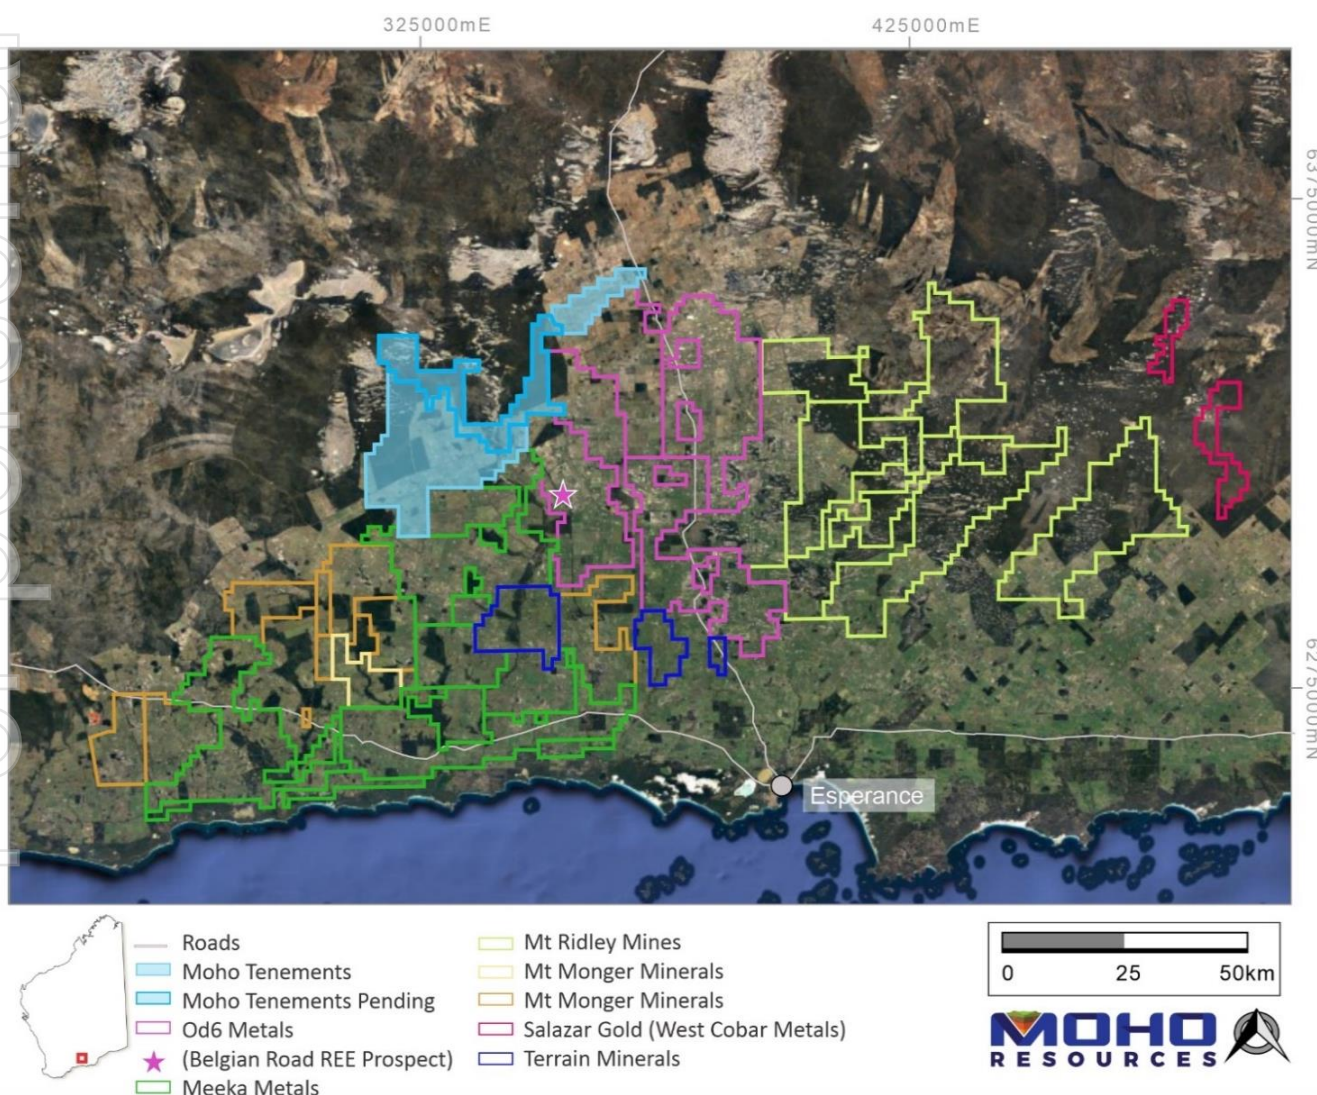 325000mE
425000mE
6375000mN
6275000mN
Esperance
Roads
Moho Tenements
Moho Tenements Pending
Od6 Metals
(Belgian Road REE Prospect)
Meeka Metals
Mt Ridley Mines
Mt Monger Minerals
Mt Monger Minerals
Salazar Gold (West Cobar Metals)
Terrain Minerals
0 25 50km
MOHO
RESOURCES